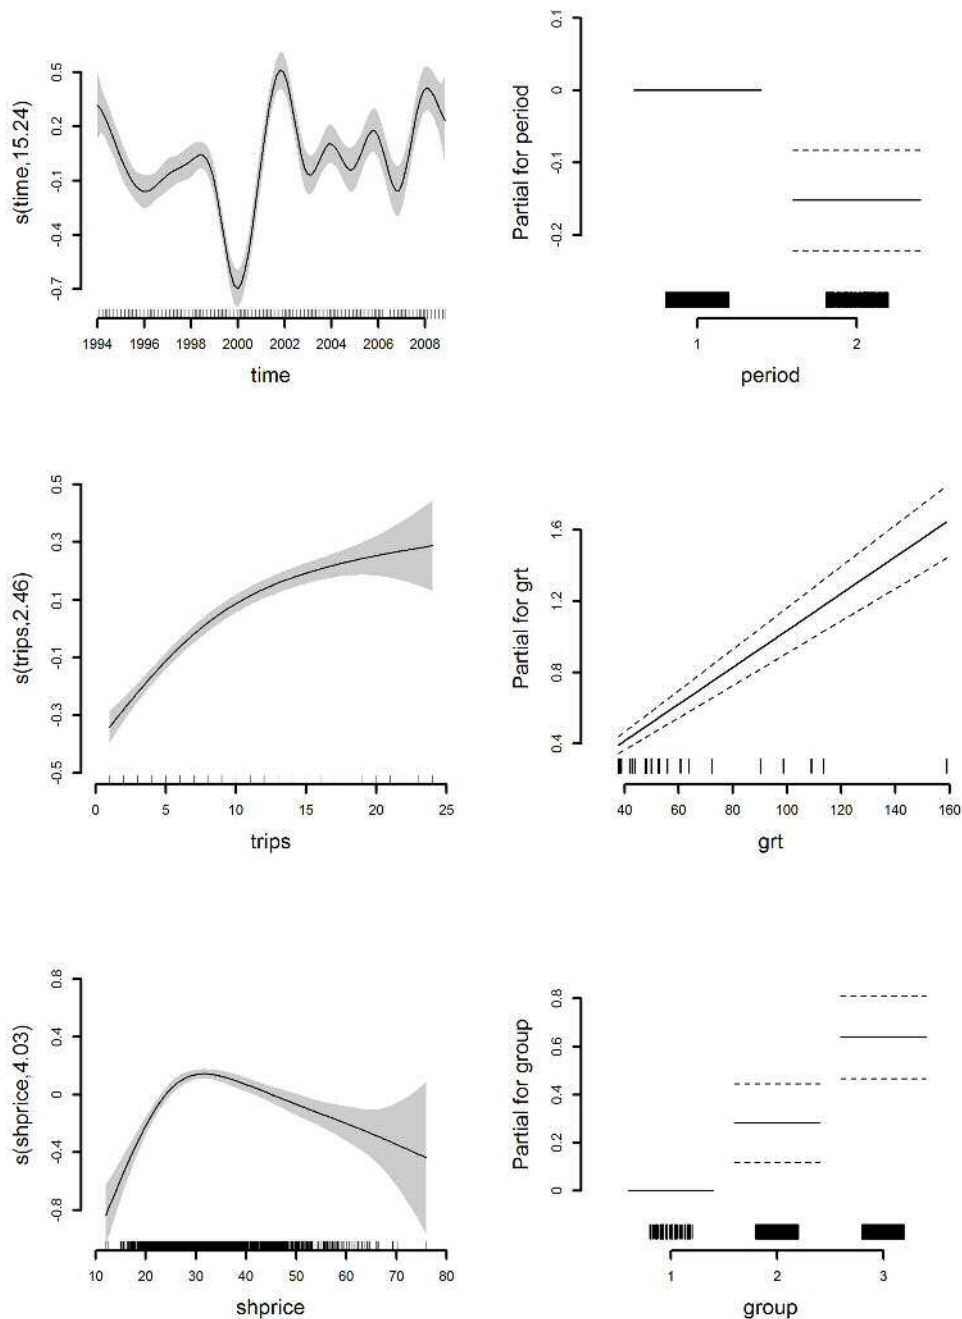 s(time,15.24)
0.5
0.2
-0.1
-0.4
-0.7
1994 1996 1998 2000 2002 2004 2006 2008
time
Partial for period
0.1
0
-0.1
-0.2
1 2
period
s(trips,2.46)
0.5
0.3
0.1
-0.1
-0.3
-0.5
0 5 10 15 20 25
trips
Partial for grt
1.6
1.2
0.8
0.4
40 60 80 100 120 140 160
grt
s(shprice,4.03)
0.8
0.4
0
-0.4
-0.8
10 20 30 40 50 60 70 80
shprice
Partial for group
0.8
0.6
0.4
0.2
0
1 2 3
group